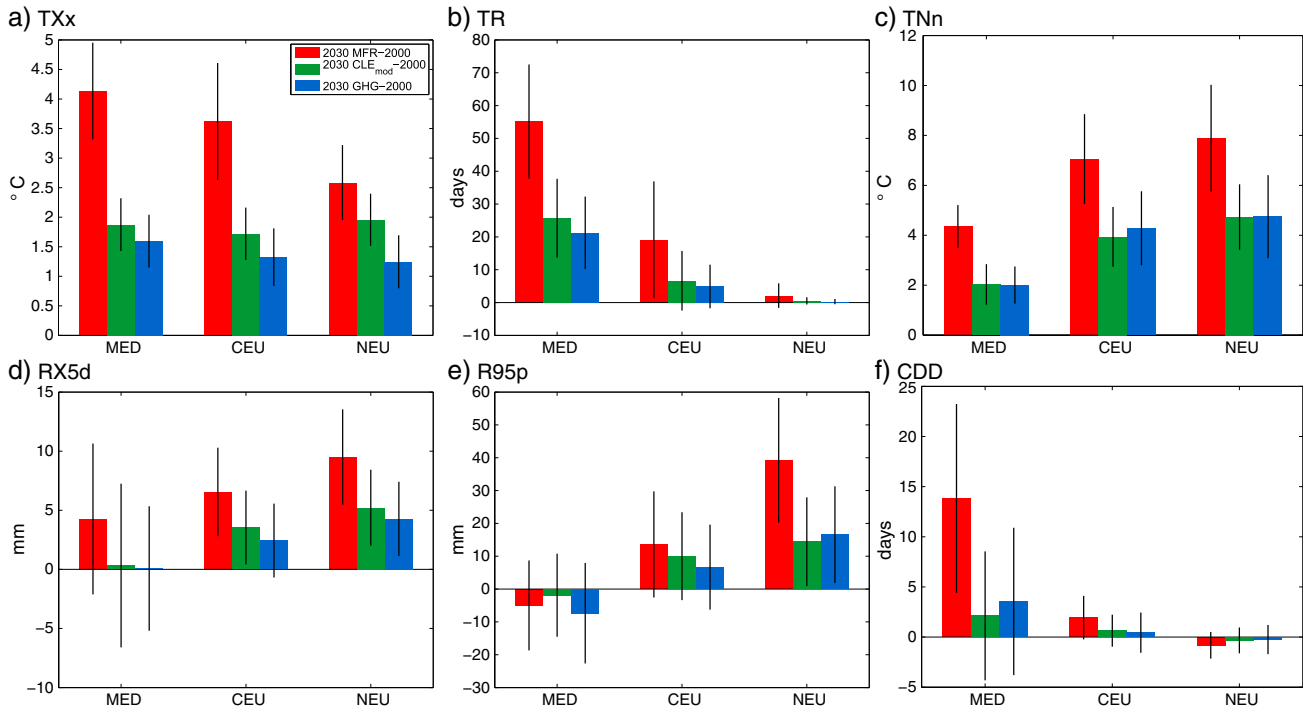 a) TXx
5
4.5
4
3.5
3
2.5
2
1.5
1
0.5
0
° C
2030 MFR−2000
2030 CLEmod−2000
2030 GHG−2000
MED CEU NEU
b) TR
80
70
60
50
40
30
20
10
0
−10
days
MED CEU NEU
c) TNn
12
10
8
6
4
2
0
° C
MED CEU NEU
d) RX5d
15
10
5
0
−5
−10
mm
MED CEU NEU
e) R95p
60
50
40
30
20
10
0
−10
−20
−30
mm
MED CEU NEU
f) CDD
25
20
15
10
5
0
−5
days
MED CEU NEU